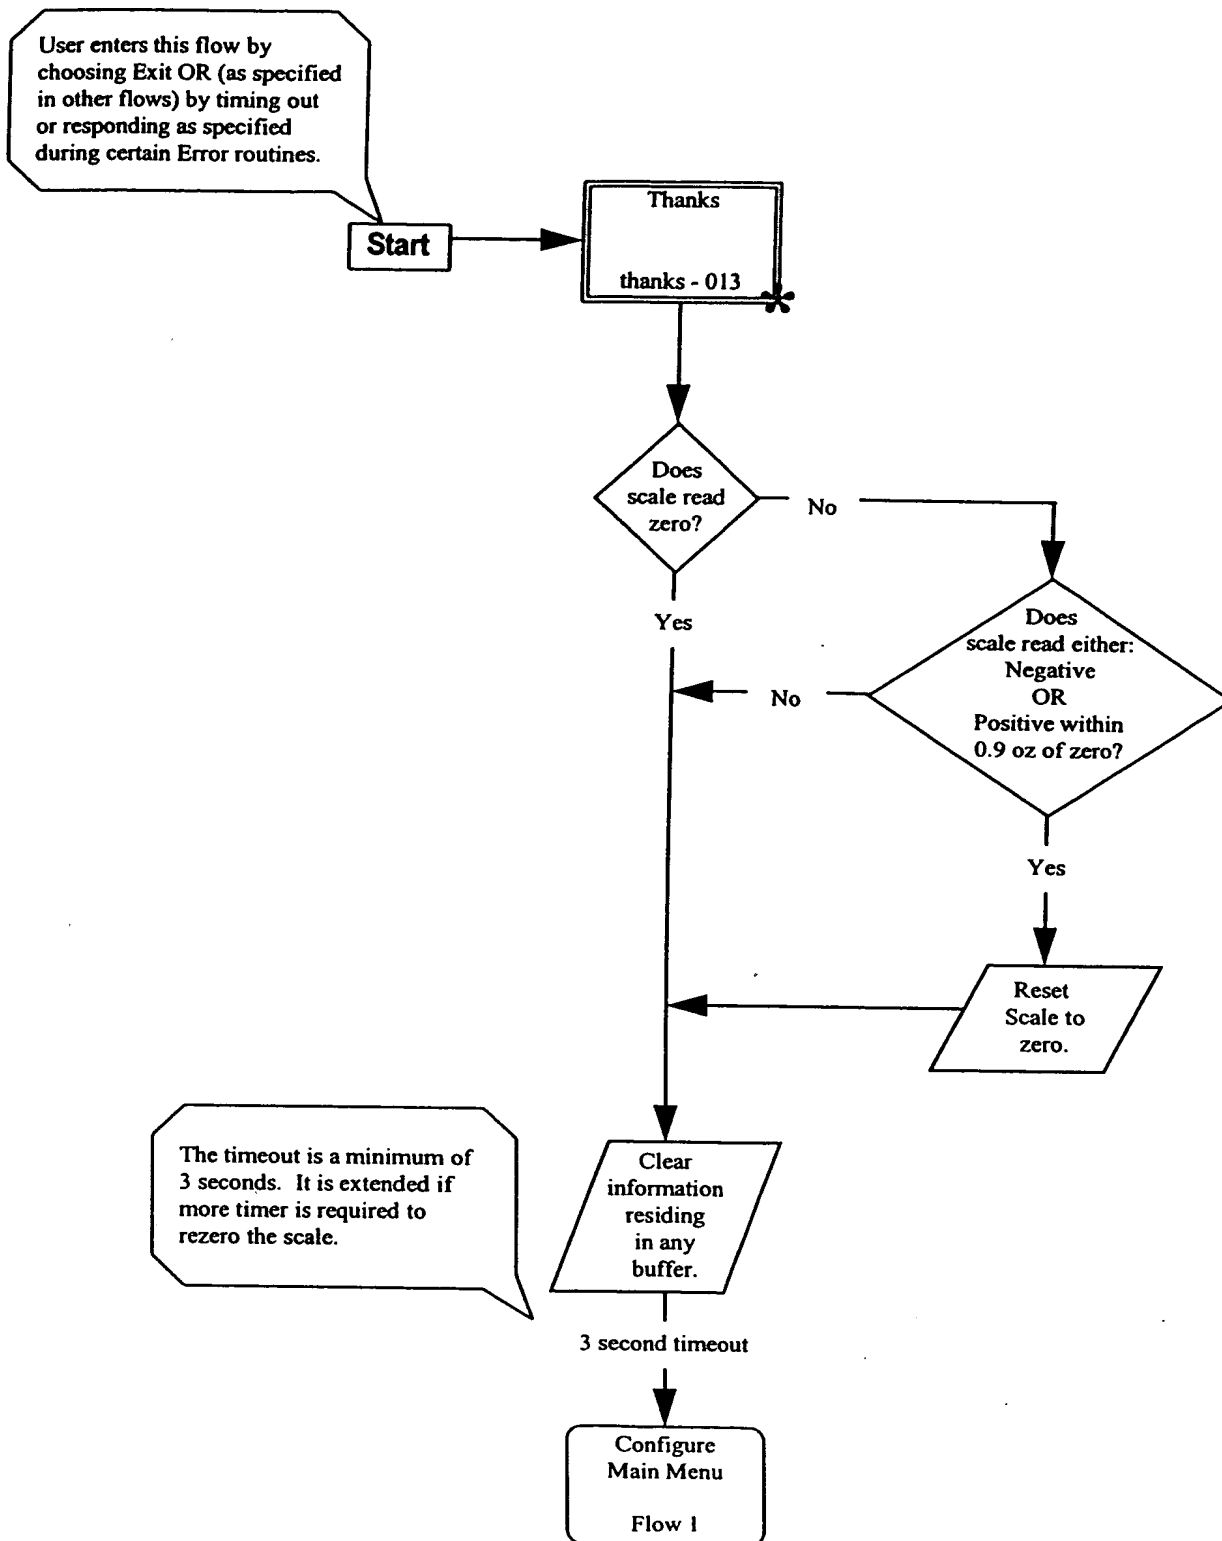 User enters this flow by
choosing Exit OR (as specified
in other flows) by timing out
or responding as specified
during certain Error routines.
Start
Thanks
thanks - 013
Does
scale read
zero?
No
Yes
Does
scale read either:
Negative
OR
Positive within
0.9 oz of zero?
No
Yes
Reset
Scale to
zero.
The timeout is a minimum of
3 seconds. It is extended if
more timer is required to
rezero the scale.
Clear
information
residing
in any
buffer.
3 second timeout
Configure
Main Menu
Flow 1